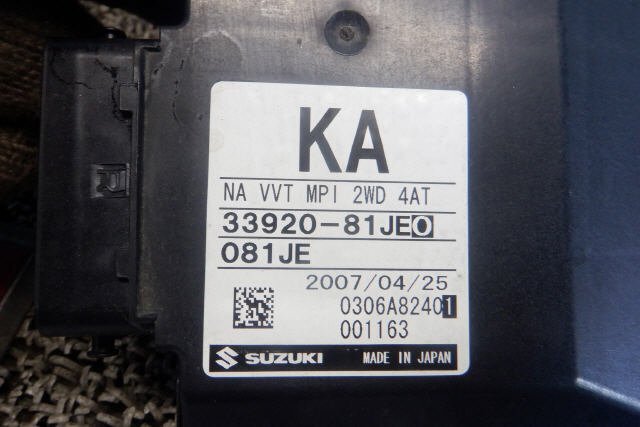 KA
NA VVT MPI 2WD 4AT
33920-81JE0
081JE
2007/04/25
0306A82401
001163
SUZUKI MADE IN JAPAN